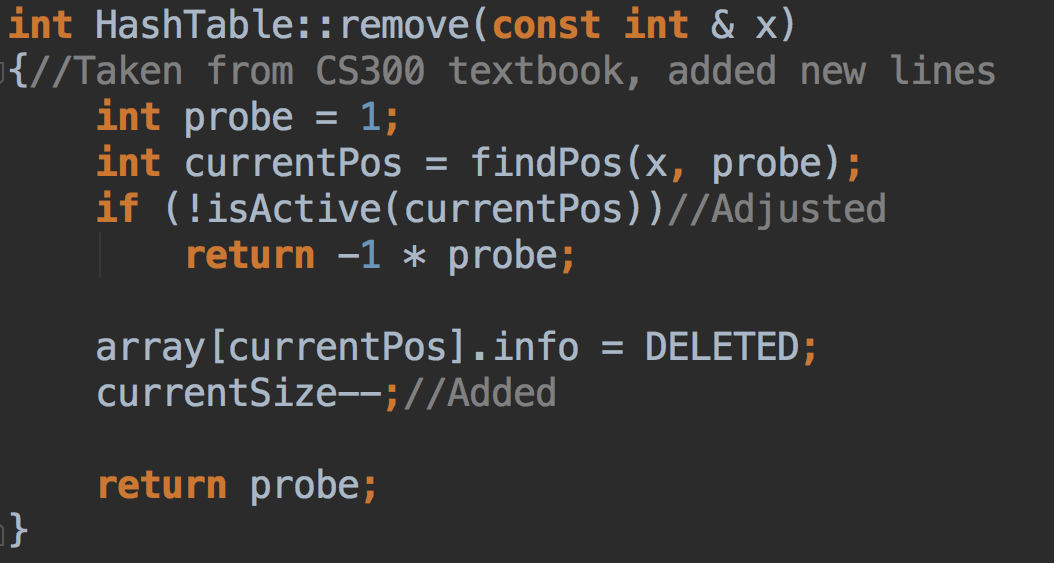 int HashTable::remove(const int & x)
{//Taken from CS300 textbook, added new lines
int probe = 1;
int currentPos = findPos(x, probe);
if (!isActive(currentPos))//Adjusted
return -1 * probe;
array[currentPos].info = DELETED;
currentSize--;//Added
return probe;
}